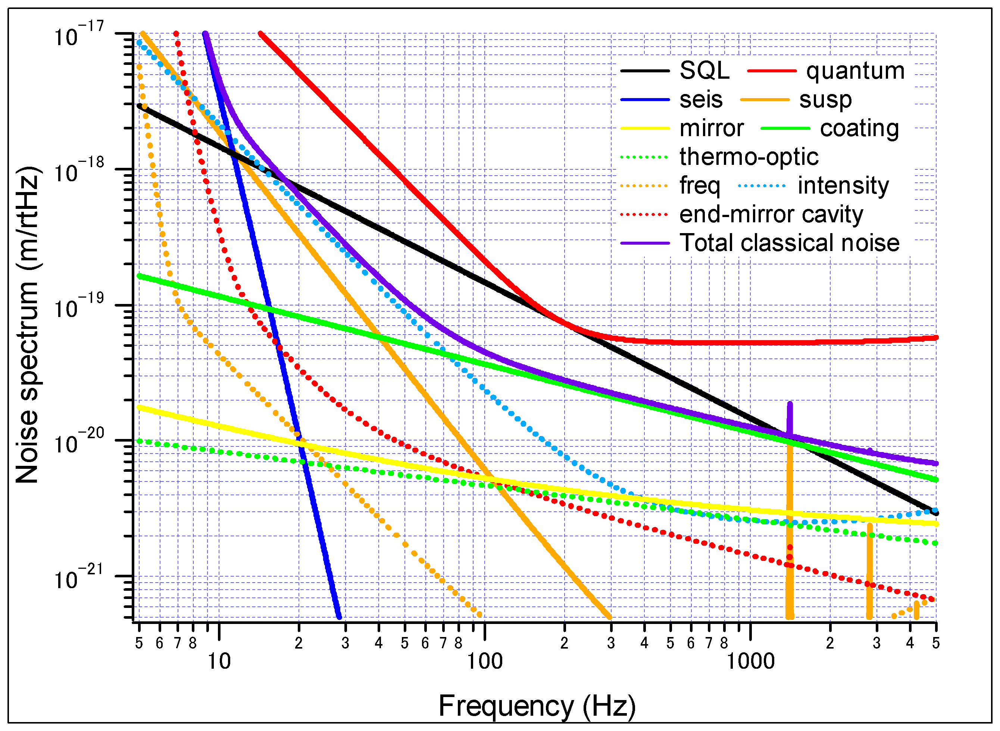 10^-17
10^-18
10^-19
10^-20
10^-21
Noise spectrum (m/rtHz)
SQL quantum
seis susp
mirror coating
thermo-optic
freq intensity
end-mirror cavity
Total classical noise
5 6 7 8 2 3 4 5 6 7 8 2 3 4 5 6 7 8 2 3 4 5
10 100 1000
Frequency (Hz)